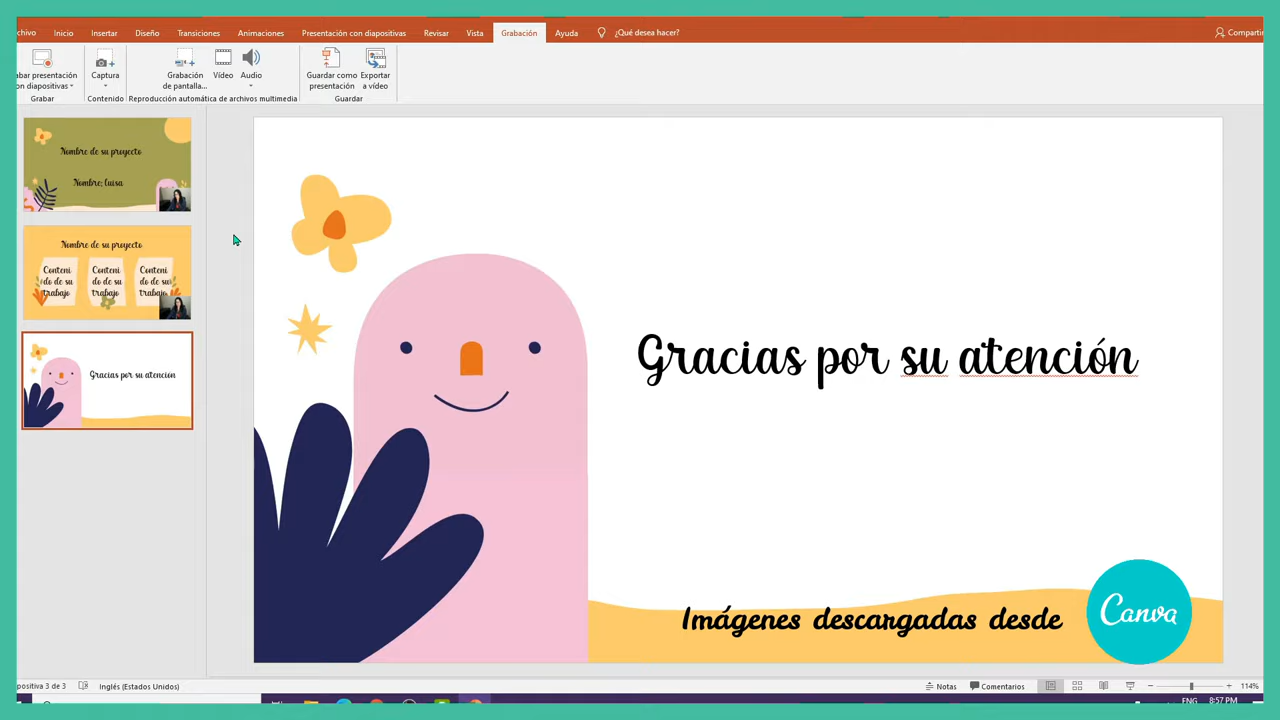 chivo Inicio Insertar Diseño Transiciones Animaciones Presentación con diapositivas Revisar Vista Grabación Ayuda ¿Qué desea hacer? Comparti
abar presentación
on diapositivas
Captura
Grabación
de pantalla...
Vídeo
Audio
Guardar como
presentación
Exportar
a vídeo
Grabar Contenido Reproducción automática de archivos multimedia Guardar
Nombre de su proyecto
Nombre; Luisa
Nombre de su proyecto
Conteni
do de su
trabajo
Conteni
do de su
trabajo
Conteni
do de su
trabajo
Gracias por su atención
Gracias por su atención
Imágenes descargadas desde
Canva
positiva 3 de 3 Inglés (Estados Unidos) Notas Comentarios 114%
ENG 8:57 PM